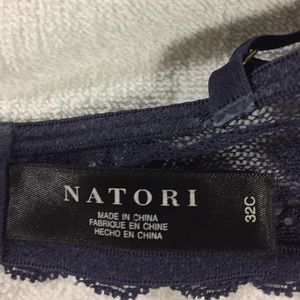 NATORI
MADE IN CHINA
FABRIQUE EN CHINE
HECHO EN CHINA
32C